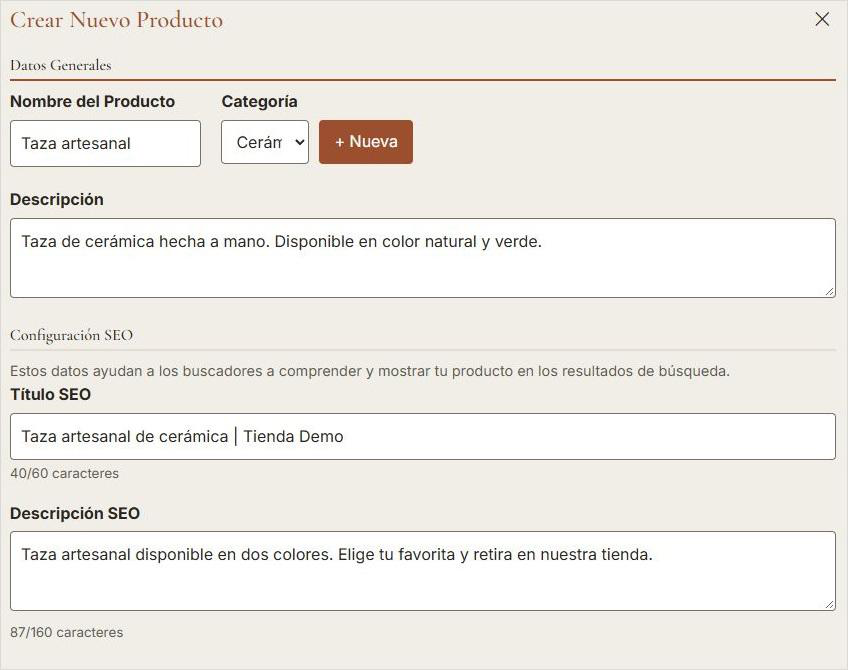 Crear Nuevo Producto
Datos Generales
Nombre del Producto Categoría
Taza artesanal Cerám + Nueva
Descripción
Taza de cerámica hecha a mano. Disponible en color natural y verde.
Configuración SEO
Estos datos ayudan a los buscadores a comprender y mostrar tu producto en los resultados de búsqueda.
Título SEO
Taza artesanal de cerámica | Tienda Demo
40/60 caracteres
Descripción SEO
Taza artesanal disponible en dos colores. Elige tu favorita y retira en nuestra tienda.
87/160 caracteres